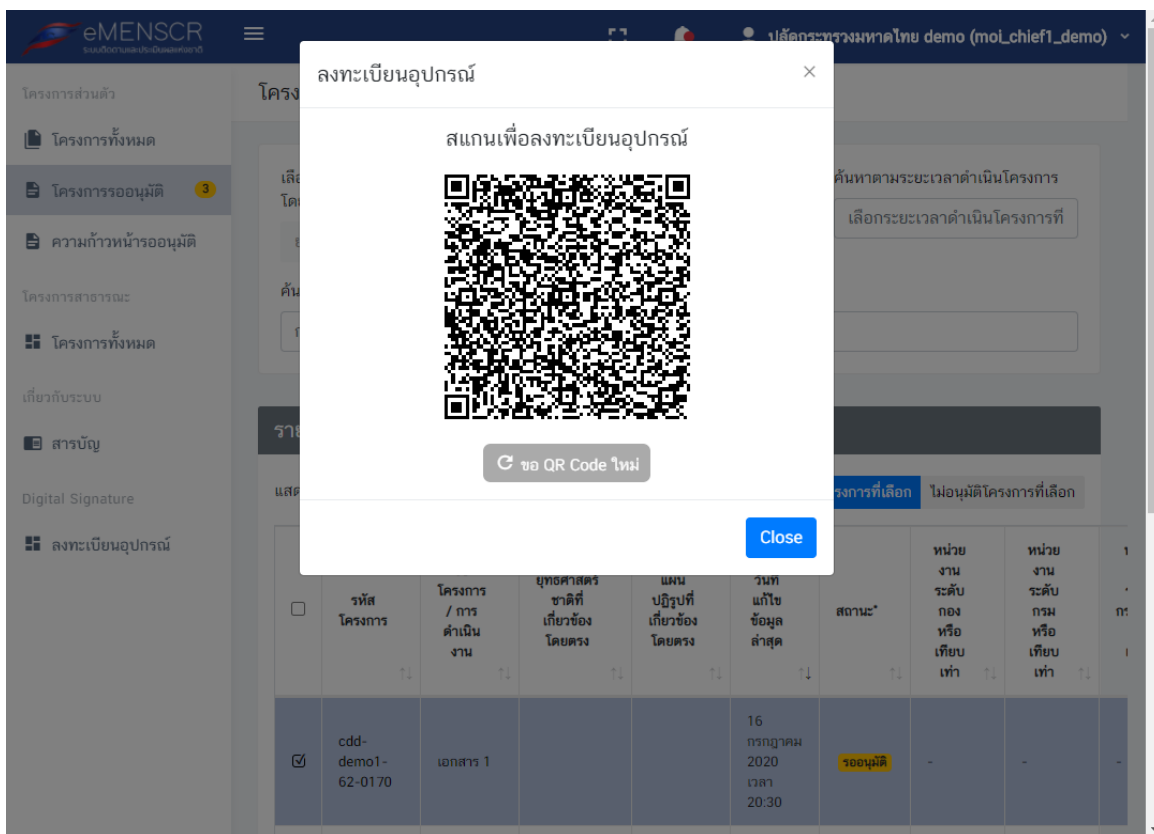 eMENSCR
ระบบติดตามและประเมินผลแห่งชาติ
ปลัดกระทรวงมหาดไทย demo (moi_chief1_demo)
โครงการส่วนตัว
โครงการทั้งหมด
โครงการรออนุมัติ 3
ความก้าวหน้ารออนุมัติ
โครงการสาธารณะ
โครงการทั้งหมด
เกี่ยวกับระบบ
สารบัญ
Digital Signature
ลงทะเบียนอุปกรณ์
ลงทะเบียนอุปกรณ์ ×
สแกนเพื่อลงทะเบียนอุปกรณ์
ขอ QR Code ใหม่
Close
ค้นหาตามระยะเวลาดำเนินโครงการ
เลือกระยะเวลาดำเนินโครงการที่
ไม่อนุมัติโครงการที่เลือก
รหัส
โครงการ
โครงการ
/ การ
ดำเนิน
งาน
ยุทธศาสตร์
ชาติที่
เกี่ยวข้อง
โดยตรง
แผน
ปฏิรูปที่
เกี่ยวข้อง
โดยตรง
วันที่
แก้ไข
ข้อมูล
ล่าสุด
สถานะ*
หน่วย
งาน
ระดับ
กอง
หรือ
เทียบ
เท่า
หน่วย
งาน
ระดับ
กรม
หรือ
เทียบ
เท่า
cdd-
demo1-
62-0170
เอกสาร 1
16
กรกฎาคม
2020
เวลา
20:30
รออนุมัติ
-
-
-